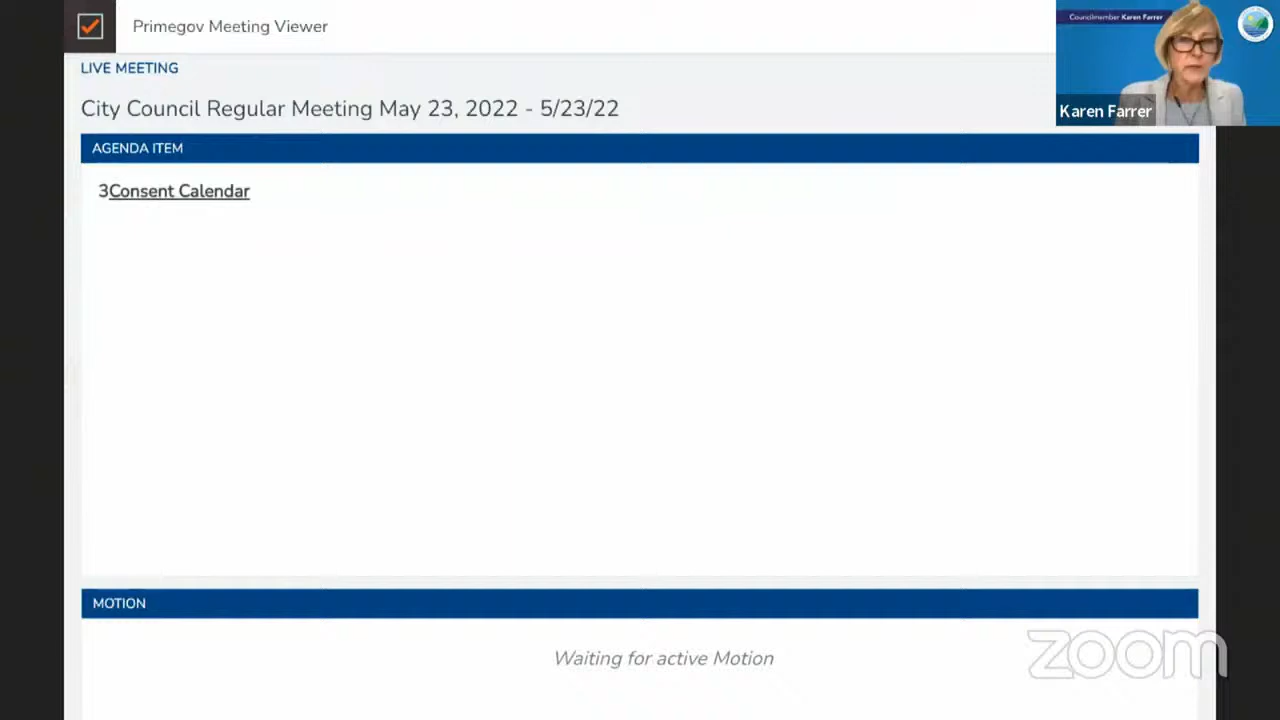 Primegov Meeting Viewer
Councilmember Karen Farrer
LIVE MEETING
City Council Regular Meeting May 23, 2022 - 5/23/22
Karen Farrer
AGENDA ITEM
3Consent Calendar
MOTION
Waiting for active Motion
zoom